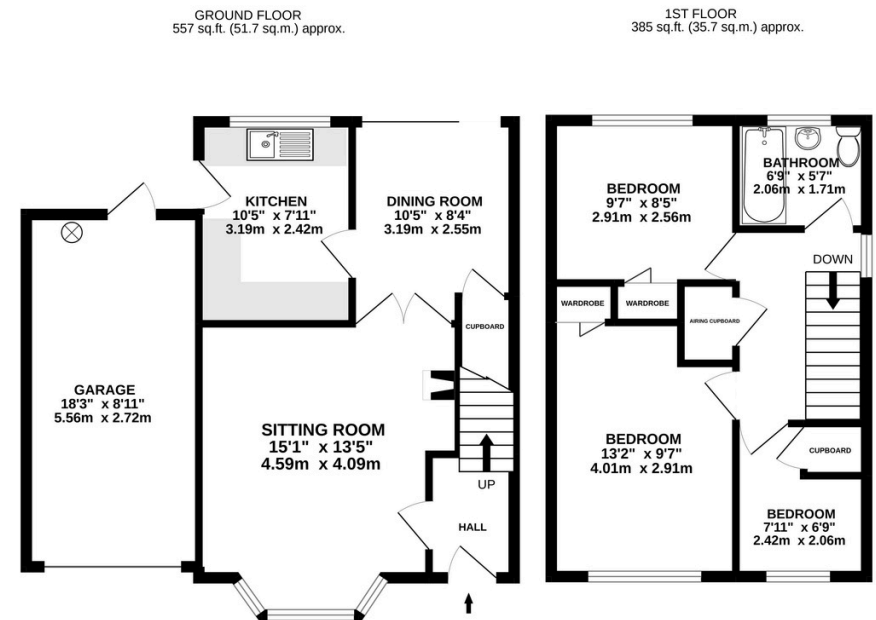 GROUND FLOOR
557 sq.ft. (51.7 sq.m.) approx.
1ST FLOOR
385 sq.ft. (35.7 sq.m.) approx.
KITCHEN
10'5" x 7'11"
3.19m x 2.42m
DINING ROOM
10'5" x 8'4"
3.19m x 2.55m
CUPBOARD
GARAGE
18'3" x 8'11"
5.56m x 2.72m
SITTING ROOM
15'1" x 13'5"
4.59m x 4.09m
UP
HALL
BEDROOM
9'7" x 8'5"
2.91m x 2.56m
BATHROOM
6'9" x 5'7"
2.06m x 1.71m
DOWN
WARDROBE
WARDROBE
AIRING CUPBOARD
BEDROOM
13'2" x 9'7"
4.01m x 2.91m
CUPBOARD
BEDROOM
7'11" x 6'9"
2.42m x 2.06m